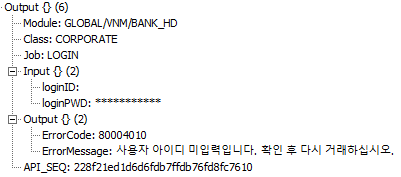 Output {} (6)
Module: GLOBAL/VNM/BANK_HD
Class: CORPORATE
Job: LOGIN
Input {} (2)
loginID:
loginPWD: ***********
Output {} (2)
ErrorCode: 80004010
ErrorMessage: 사용자 아이디 미입력입니다. 확인 후 다시 거래하십시오.
API_SEQ: 228f21ed1d6d6fdb7ffdb76fd8fc7610